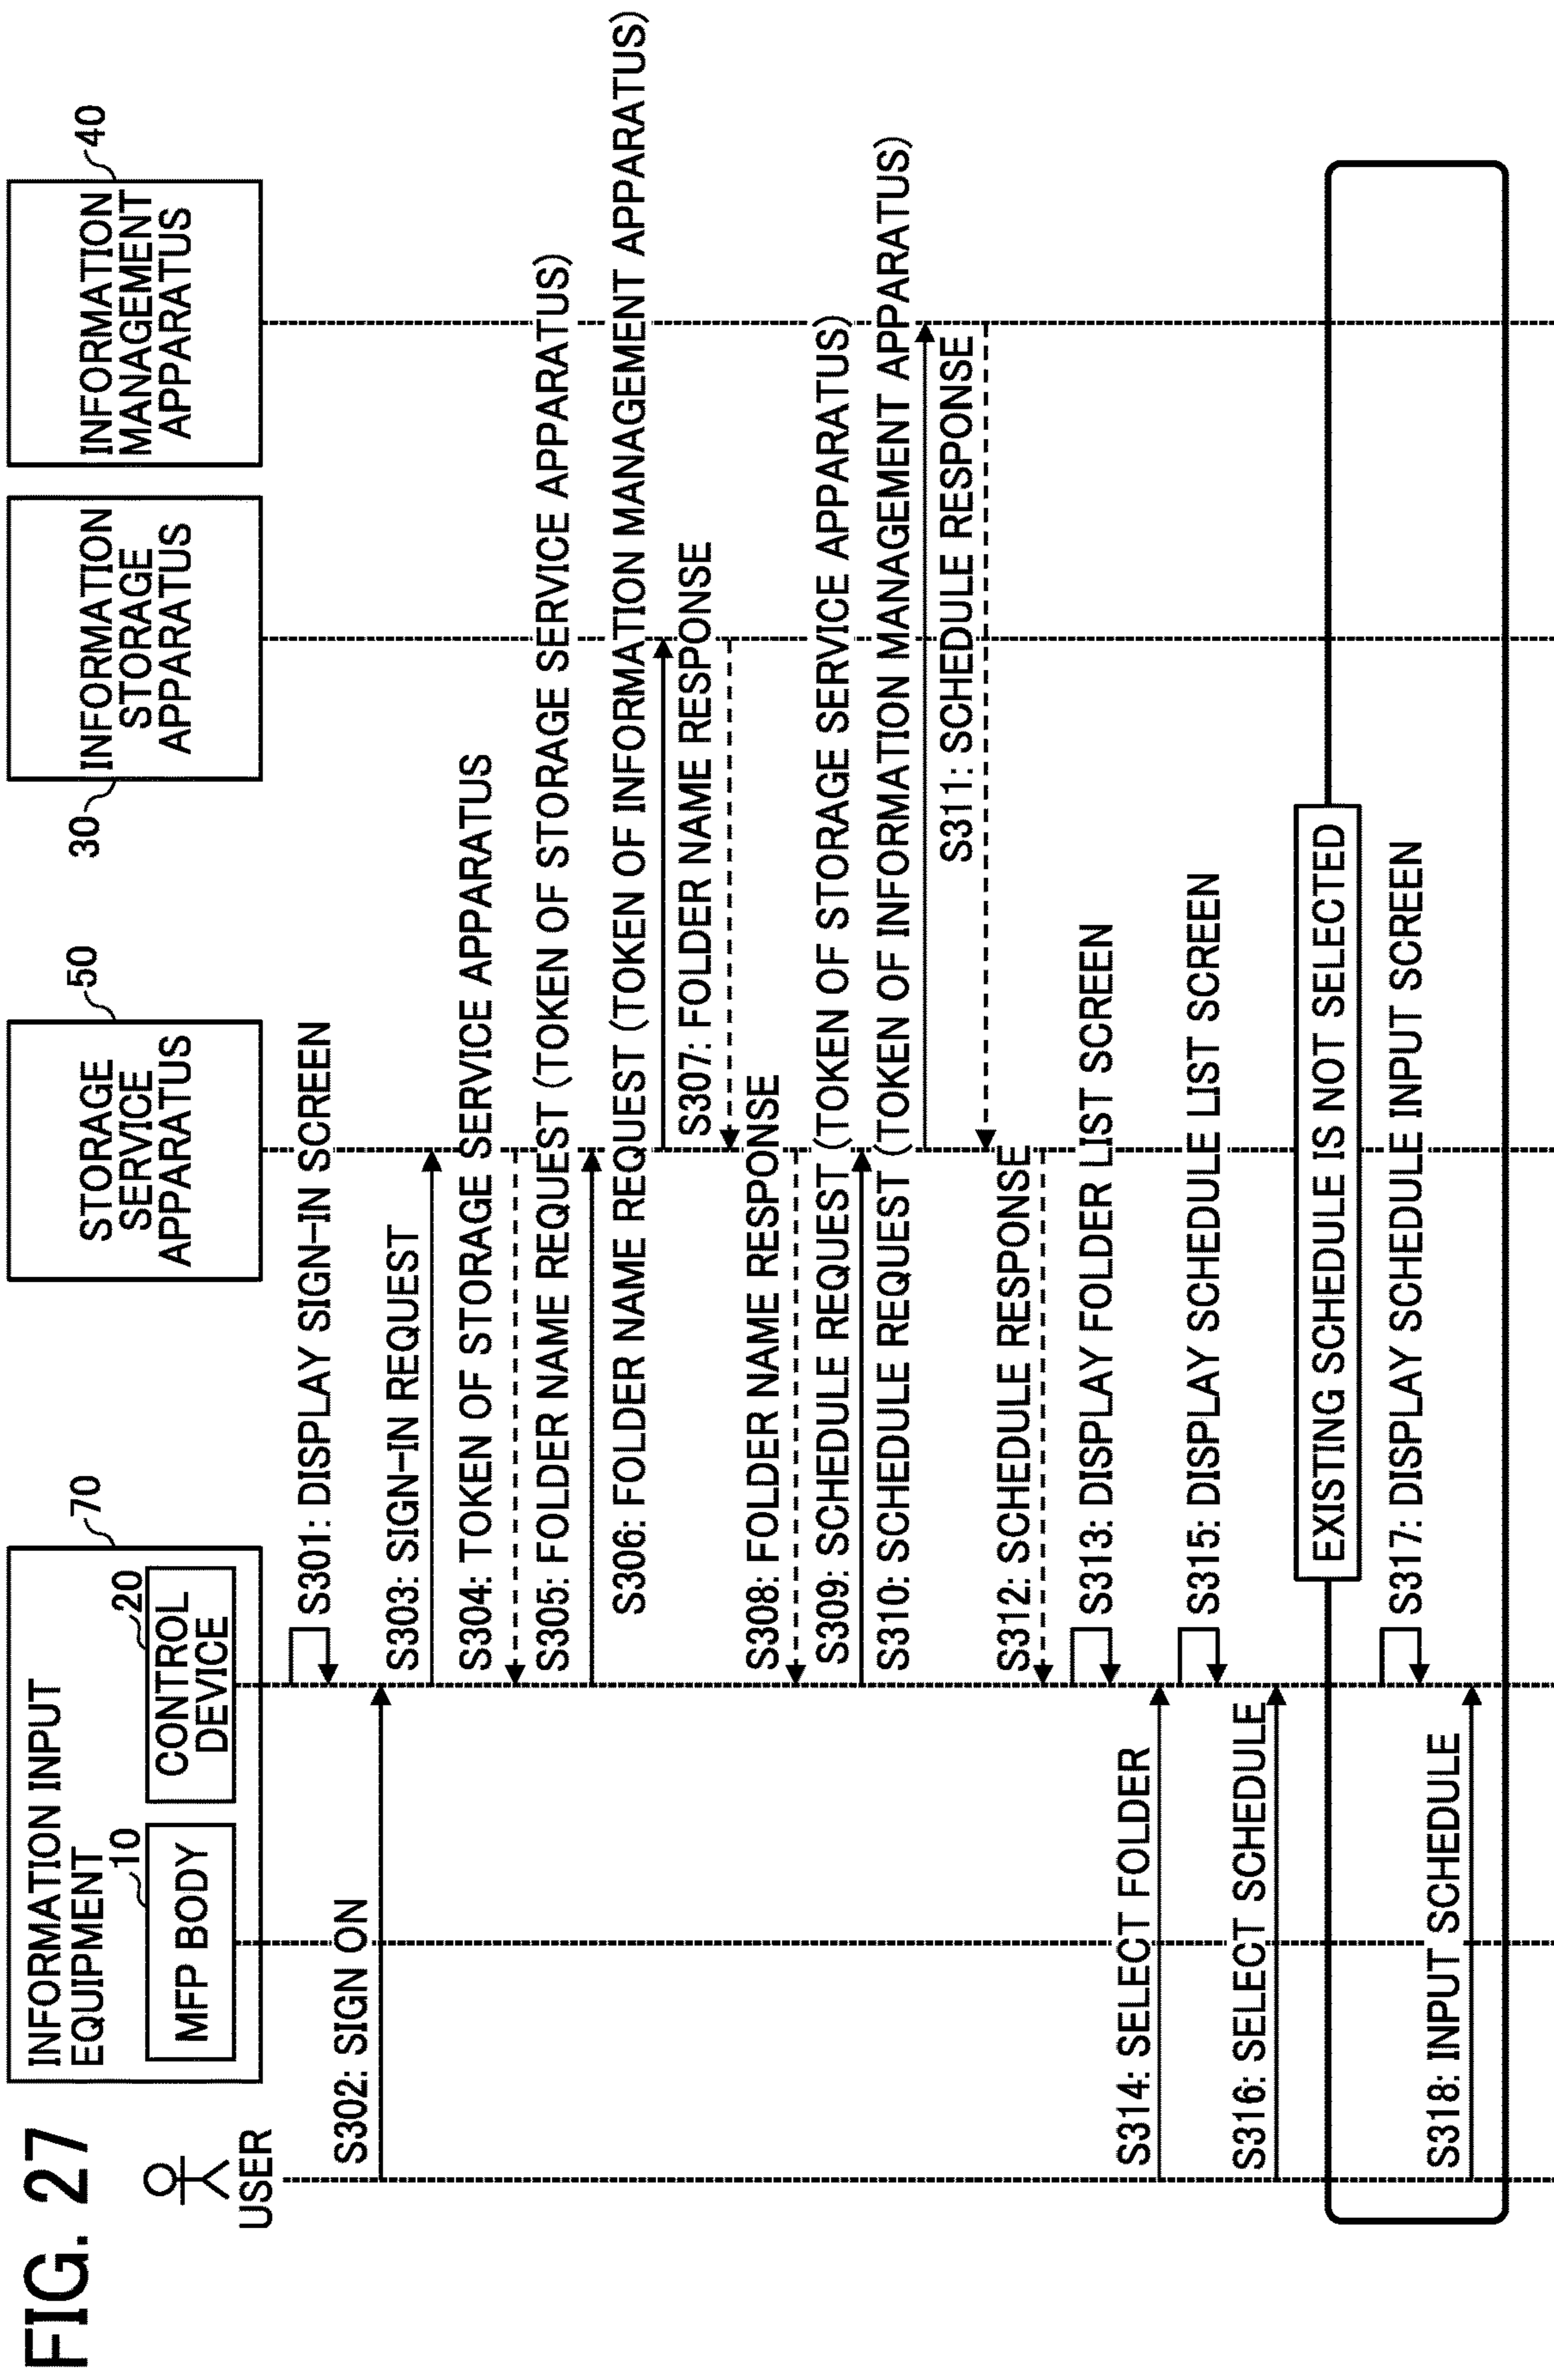 FIG. 27
USER
INFORMATION INPUT
EQUIPMENT
70
10
MFP BODY
20
CONTROL
DEVICE
50
STORAGE
SERVICE
APPARATUS
30
INFORMATION
STORAGE
APPARATUS
40
INFORMATION
MANAGEMENT
APPARATUS
S301: DISPLAY SIGN-IN SCREEN
S302: SIGN ON
S303: SIGN-IN REQUEST
S304: TOKEN OF STORAGE SERVICE APPARATUS
S305: FOLDER NAME REQUEST (TOKEN OF STORAGE SERVICE APPARATUS)
S306: FOLDER NAME REQUEST (TOKEN OF INFORMATION MANAGEMENT APPARATUS)
S307: FOLDER NAME RESPONSE
S308: FOLDER NAME RESPONSE
S309: SCHEDULE REQUEST (TOKEN OF STORAGE SERVICE APPARATUS)
S310: SCHEDULE REQUEST (TOKEN OF INFORMATION MANAGEMENT APPARATUS)
S311: SCHEDULE RESPONSE
S312: SCHEDULE RESPONSE
S313: DISPLAY FOLDER LIST SCREEN
S314: SELECT FOLDER
S315: DISPLAY SCHEDULE LIST SCREEN
S316: SELECT SCHEDULE
EXISTING SCHEDULE IS NOT SELECTED
S317: DISPLAY SCHEDULE INPUT SCREEN
S318: INPUT SCHEDULE